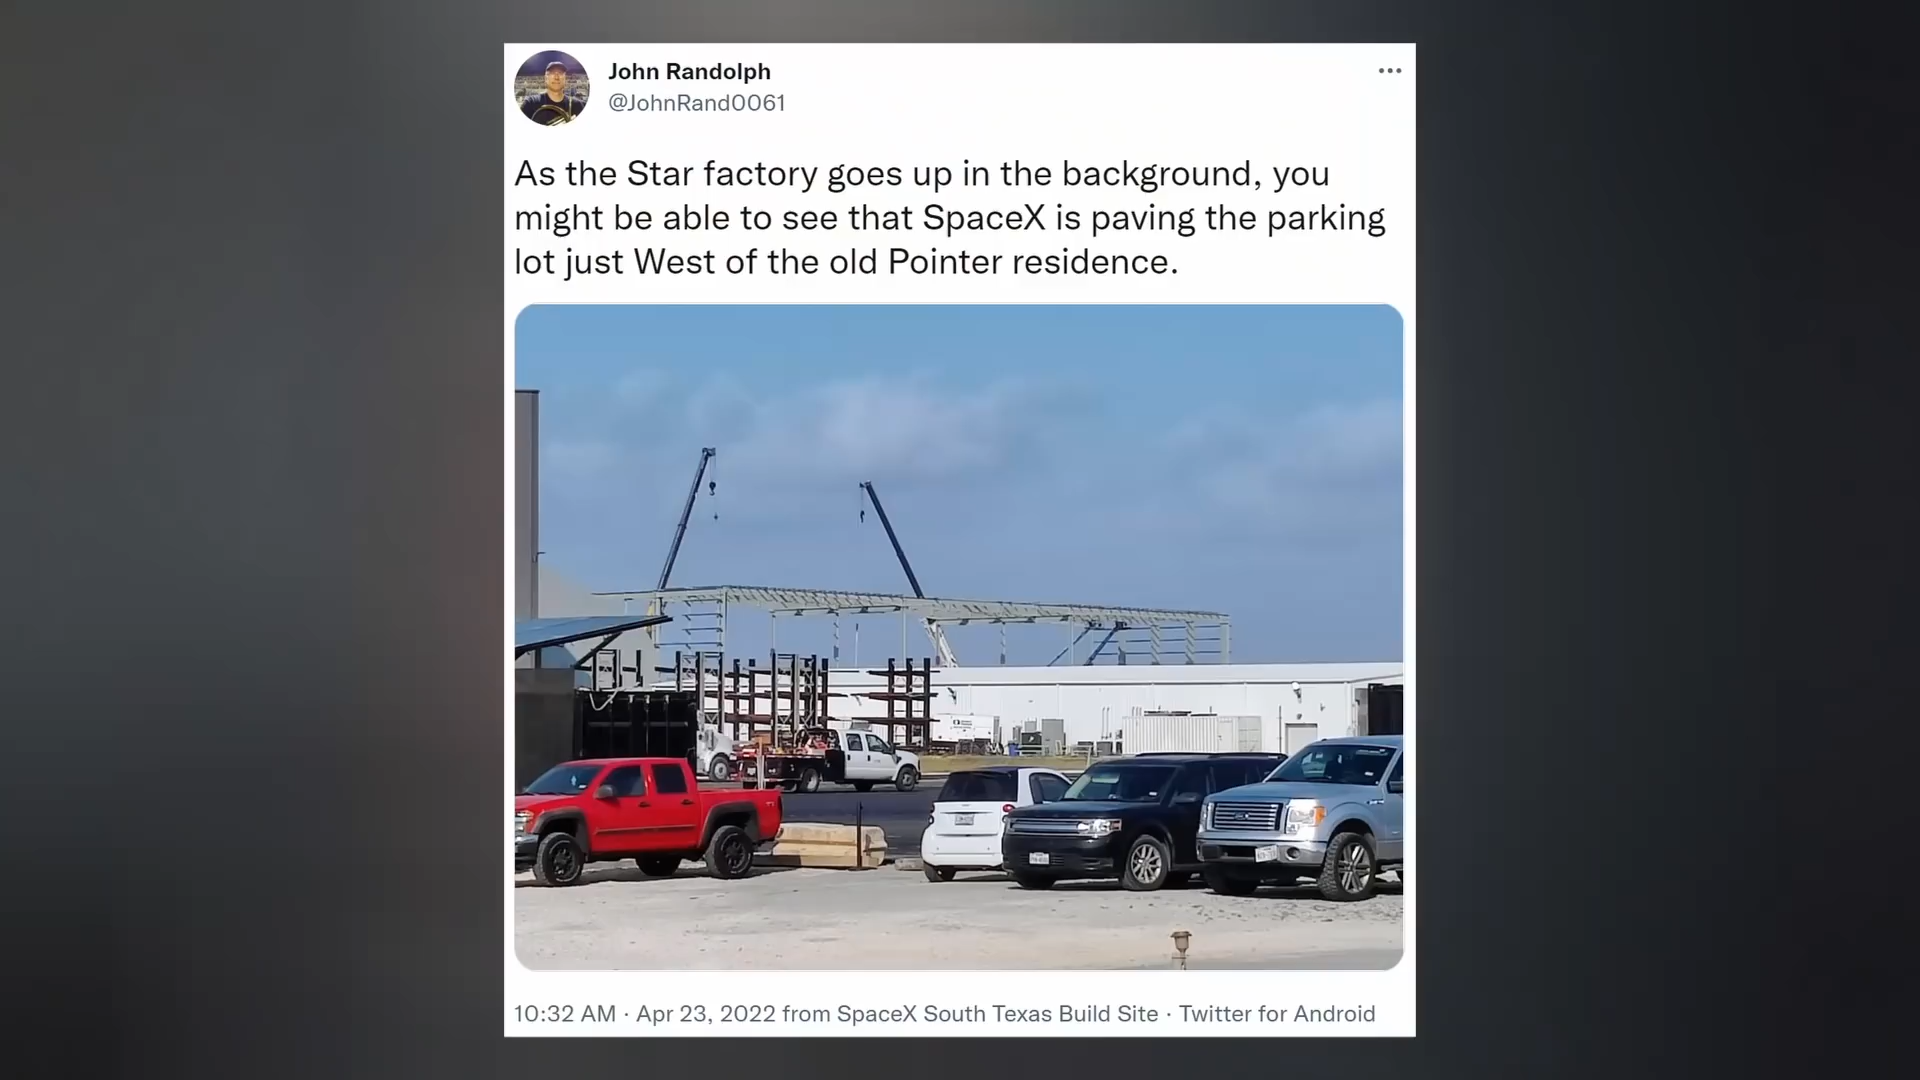 John Randolph
@JohnRand0061
As the Star factory goes up in the background, you
might be able to see that SpaceX is paving the parking
lot just West of the old Pointer residence.
10:32 AM · Apr 23, 2022 from SpaceX South Texas Build Site · Twitter for Android